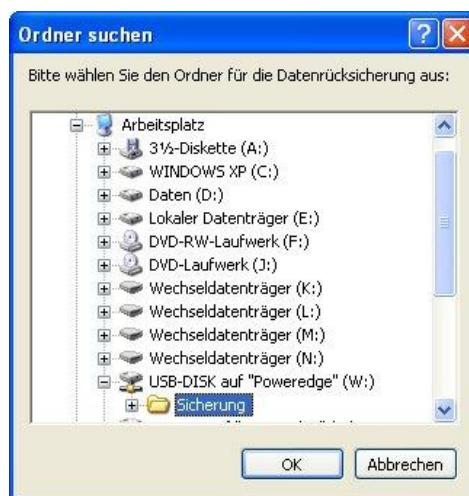 Ordner suchen
Bitte wählen Sie den Ordner für die Datenrücksicherung aus:
Arbeitsplatz
3½-Diskette (A:)
WINDOWS XP (C:)
Daten (D:)
Lokaler Datenträger (E:)
DVD-RW-Laufwerk (F:)
DVD-Laufwerk (J:)
Wechseldatenträger (K:)
Wechseldatenträger (L:)
Wechseldatenträger (M:)
Wechseldatenträger (N:)
USB-DISK auf "Poweredge" (W:)
Sicherung
OK Abbrechen